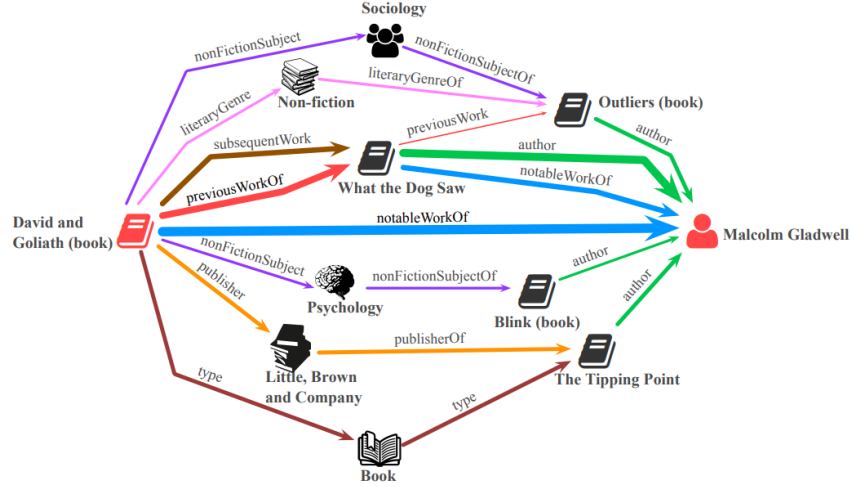 Sociology
nonFictionSubject
nonFictionSubjectOf
literaryGenreOf
Non-fiction
Outliers (book)
literaryGenre
previousWork
author
subsequentWork
author
What the Dog Saw
notableWorkOf
previousWorkOf
David and
Goliath (book)
notableWorkOf
Malcolm Gladwell
nonFictionSubject
author
nonFictionSubjectOf
publisher
Psychology
author
Blink (book)
publisherOf
Little, Brown
and Company
The Tipping Point
type
type
Book